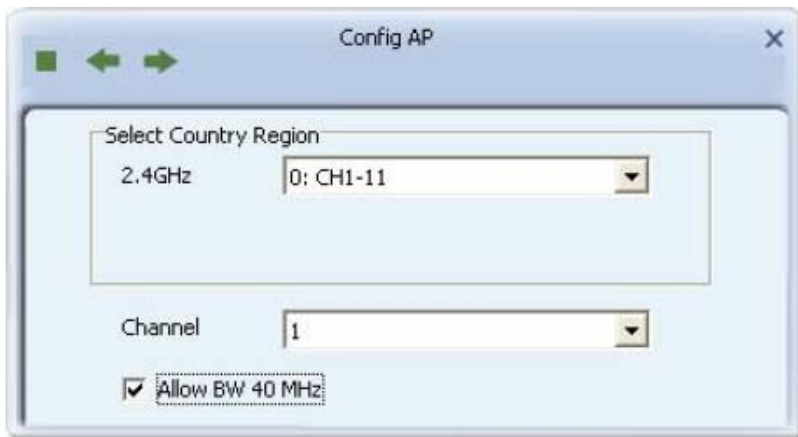 Config AP
Select Country Region
2.4GHz 0: CH1-11
Channel 1
Allow BW 40 MHz